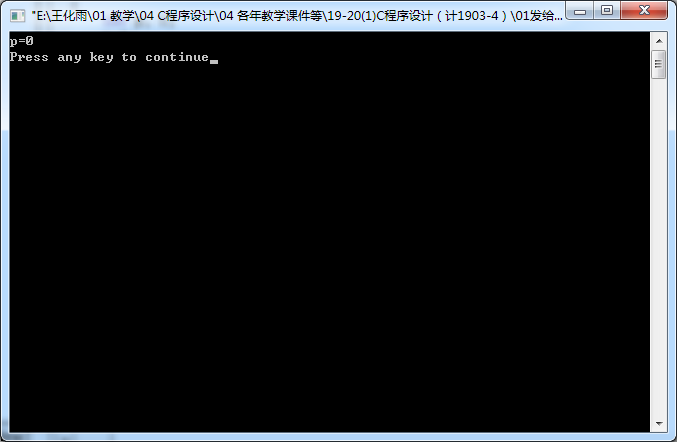 "E:\王化雨\01 教学\04 C程序设计\04 各年教学课件等\19-20(1)C程序设计（计1903-4）\01发给...
p=0
Press any key to continue